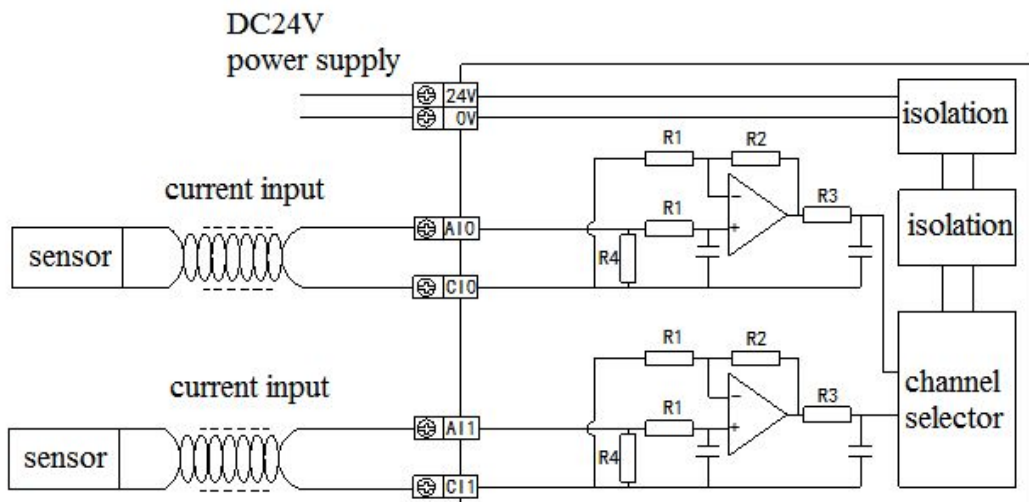 DC24V
power supply
24V
0V
isolation
R1
R2
current input
R3
R1
isolation
sensor
AI0
R4
CI0
R1
R2
current input
R3
channel
selector
R1
sensor
AI1
R4
CI1